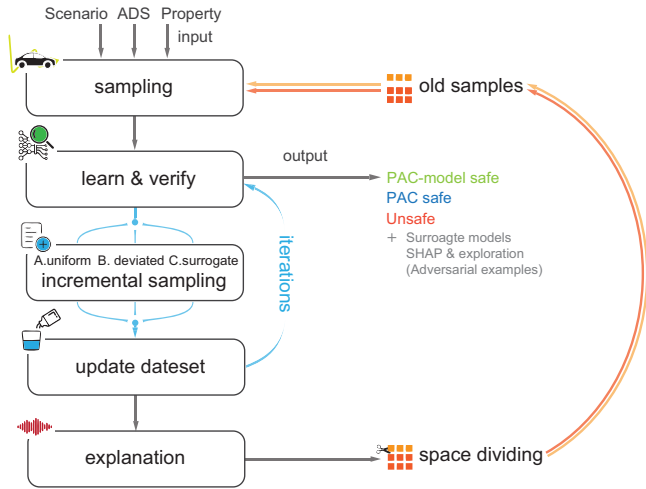 Scenario ADS Property
input
sampling
old samples
learn & verify
output
PAC-model safe
PAC safe
Unsafe
+ Surroagte models
SHAP & exploration
(Adversarial examples)
iterations
A.uniform B. deviated C.surrogate
incremental sampling
update dateset
explanation
space dividing